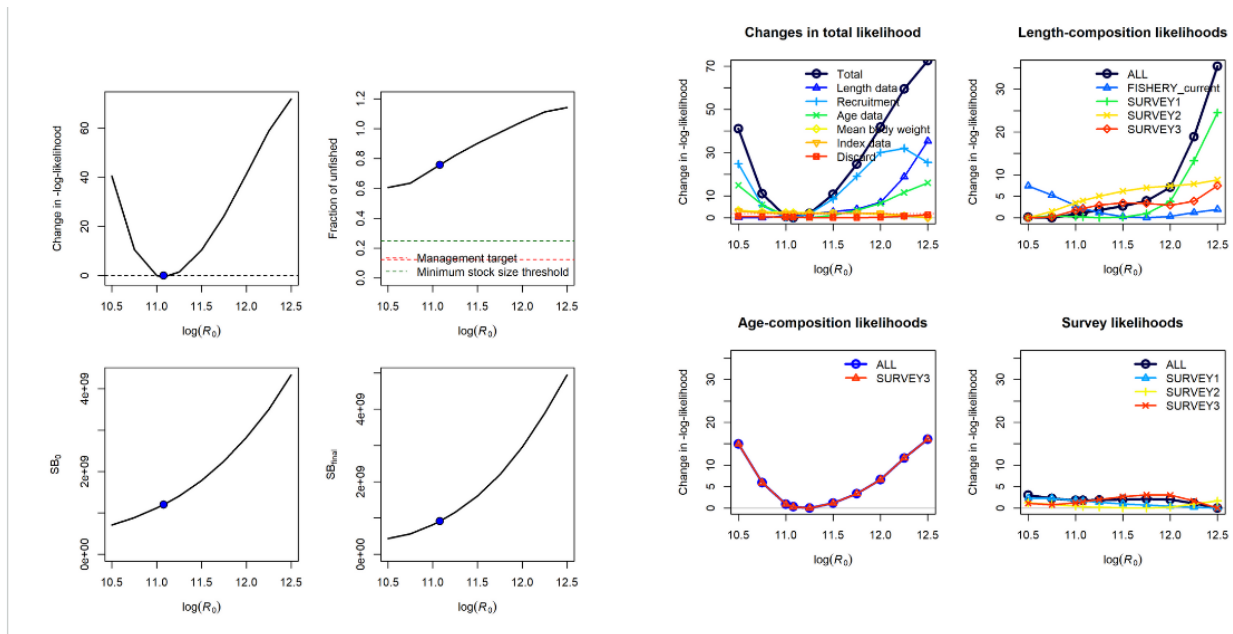 Change in -log-likelihood
60
40
20
0
10.5 11.0 11.5 12.0 12.5
log(R0)
Fraction of unfished
1.2
1.0
0.8
0.6
0.4
0.2
0.0
Management target
Minimum stock size threshold
10.5 11.0 11.5 12.0 12.5
log(R0)
SB0
4e+09
2e+09
0e+00
10.5 11.0 11.5 12.0 12.5
log(R0)
SBfinal
4e+09
2e+09
0e+00
10.5 11.0 11.5 12.0 12.5
log(R0)
Changes in total likelihood
Change in -log-likelihood
70
50
30
10
0
Total
Length data
Recruitment
Age data
Mean body weight
Index data
Discard
10.5 11.0 11.5 12.0 12.5
log(R0)
Length-composition likelihoods
Change in -log-likelihood
30
20
15
10
5
0
ALL
FISHERY_current
SURVEY1
SURVEY2
SURVEY3
10.5 11.0 11.5 12.0 12.5
log(R0)
Age-composition likelihoods
Change in -log-likelihood
30
20
15
10
5
0
ALL
SURVEY3
10.5 11.0 11.5 12.0 12.5
log(R0)
Survey likelihoods
Change in -log-likelihood
30
20
15
10
5
0
ALL
SURVEY1
SURVEY2
SURVEY3
10.5 11.0 11.5 12.0 12.5
log(R0)